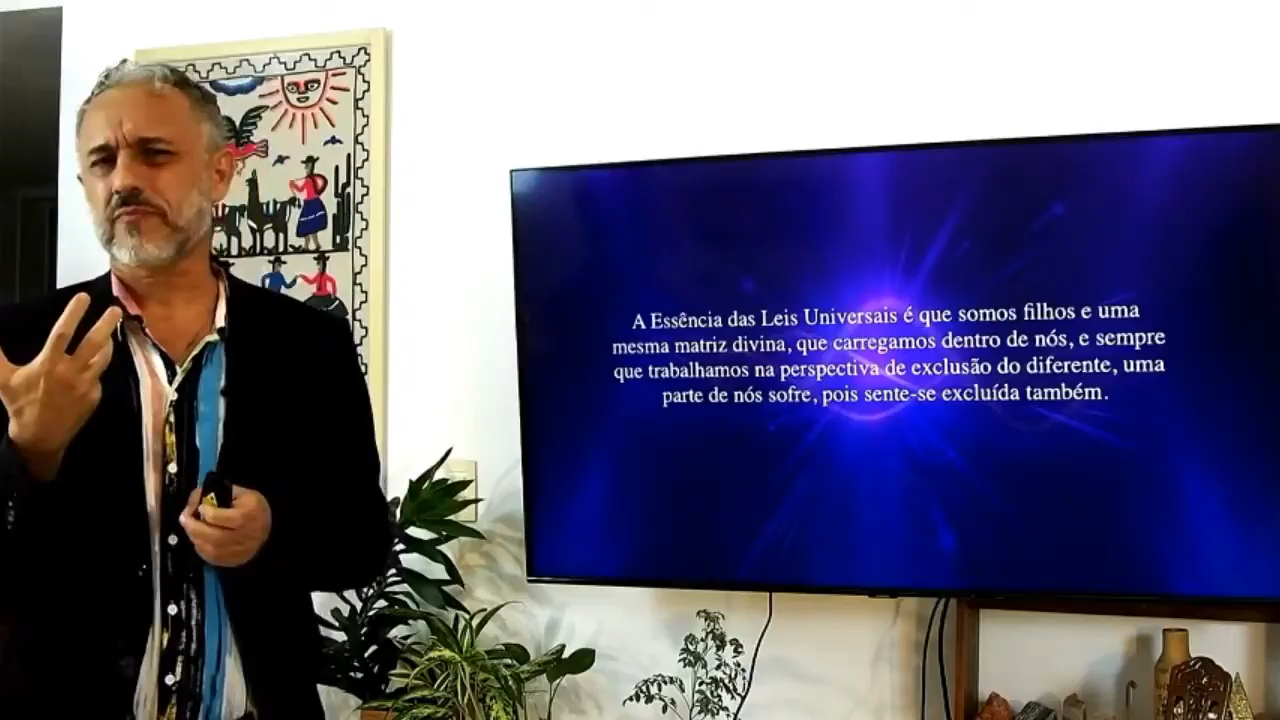 A Essência das Leis Universais é que somos filhos e uma
mesma matriz divina, que carregamos dentro de nós, e sempre
que trabalhamos na perspectiva de exclusão do diferente, uma
parte de nós sofre, pois sente-se excluída também.